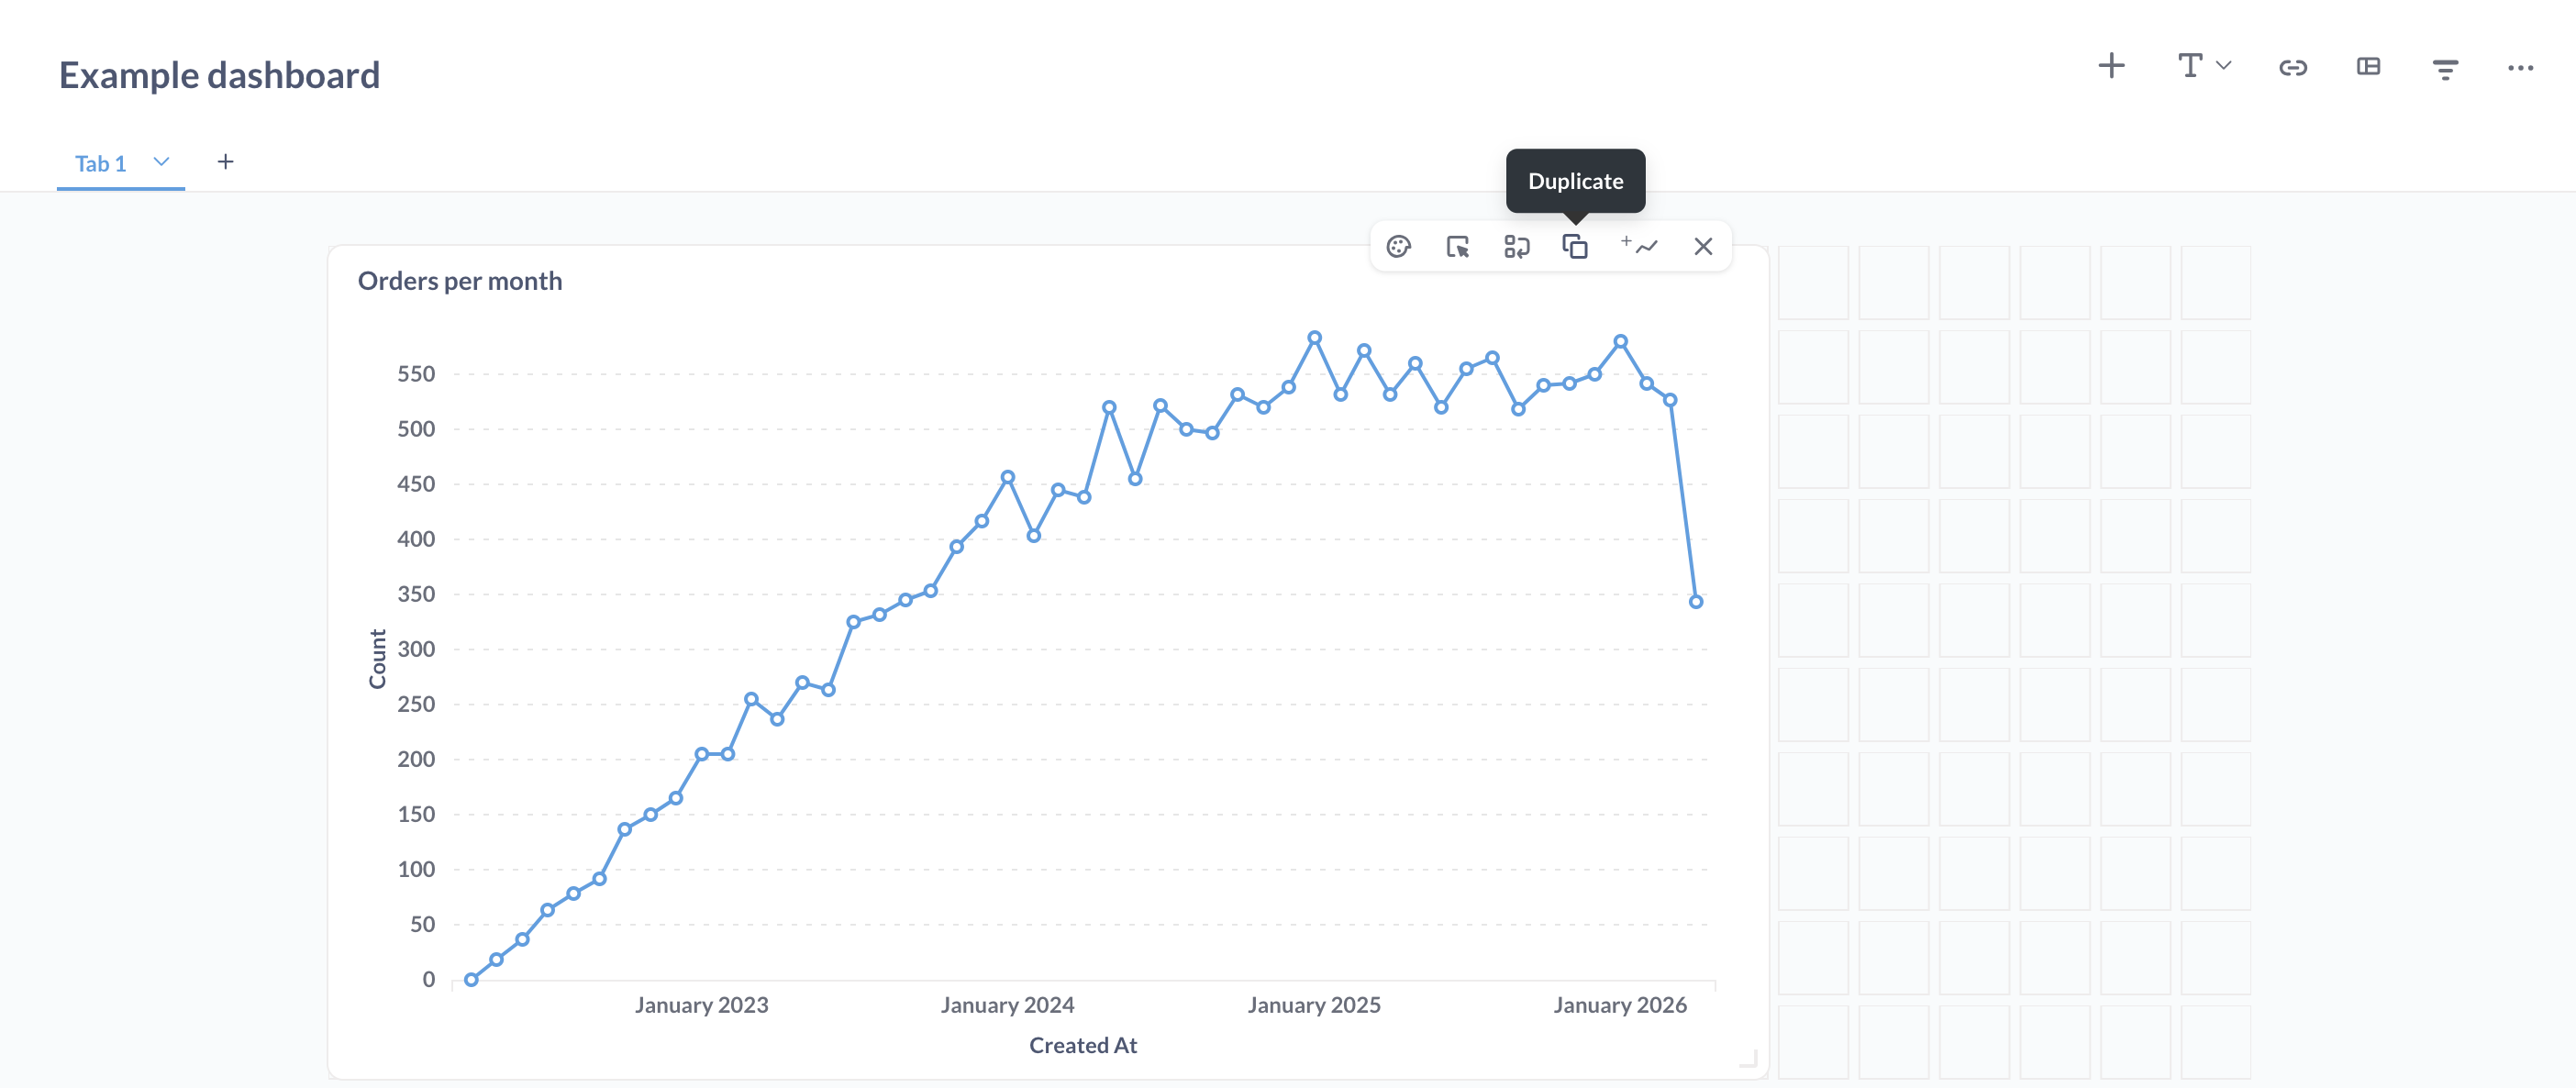 Example dashboard
Tab 1
Duplicate
Orders per month
550
500
450
400
350
300
250
200
150
100
50
0
Count
January 2023
January 2024
January 2025
January 2026
Created At